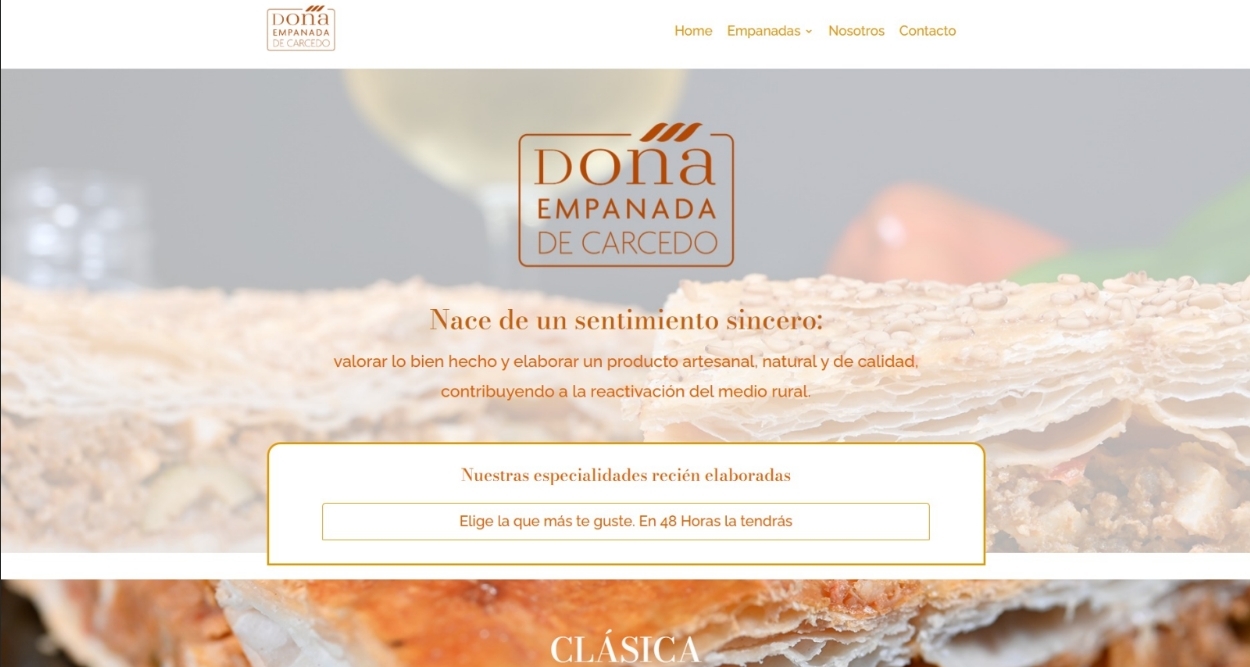 Doña
EMPANADA
DE CARCEDO
Home Empanadas Nosotros Contacto
Doña
EMPANADA
DE CARCEDO
Nace de un sentimiento sincero:
valorar lo bien hecho y elaborar un producto artesanal, natural y de calidad,
contribuyendo a la reactivación del medio rural.
Nuestras especialidades recién elaboradas
Elige la que más te guste. En 48 Horas la tendrás
CLÁSICA